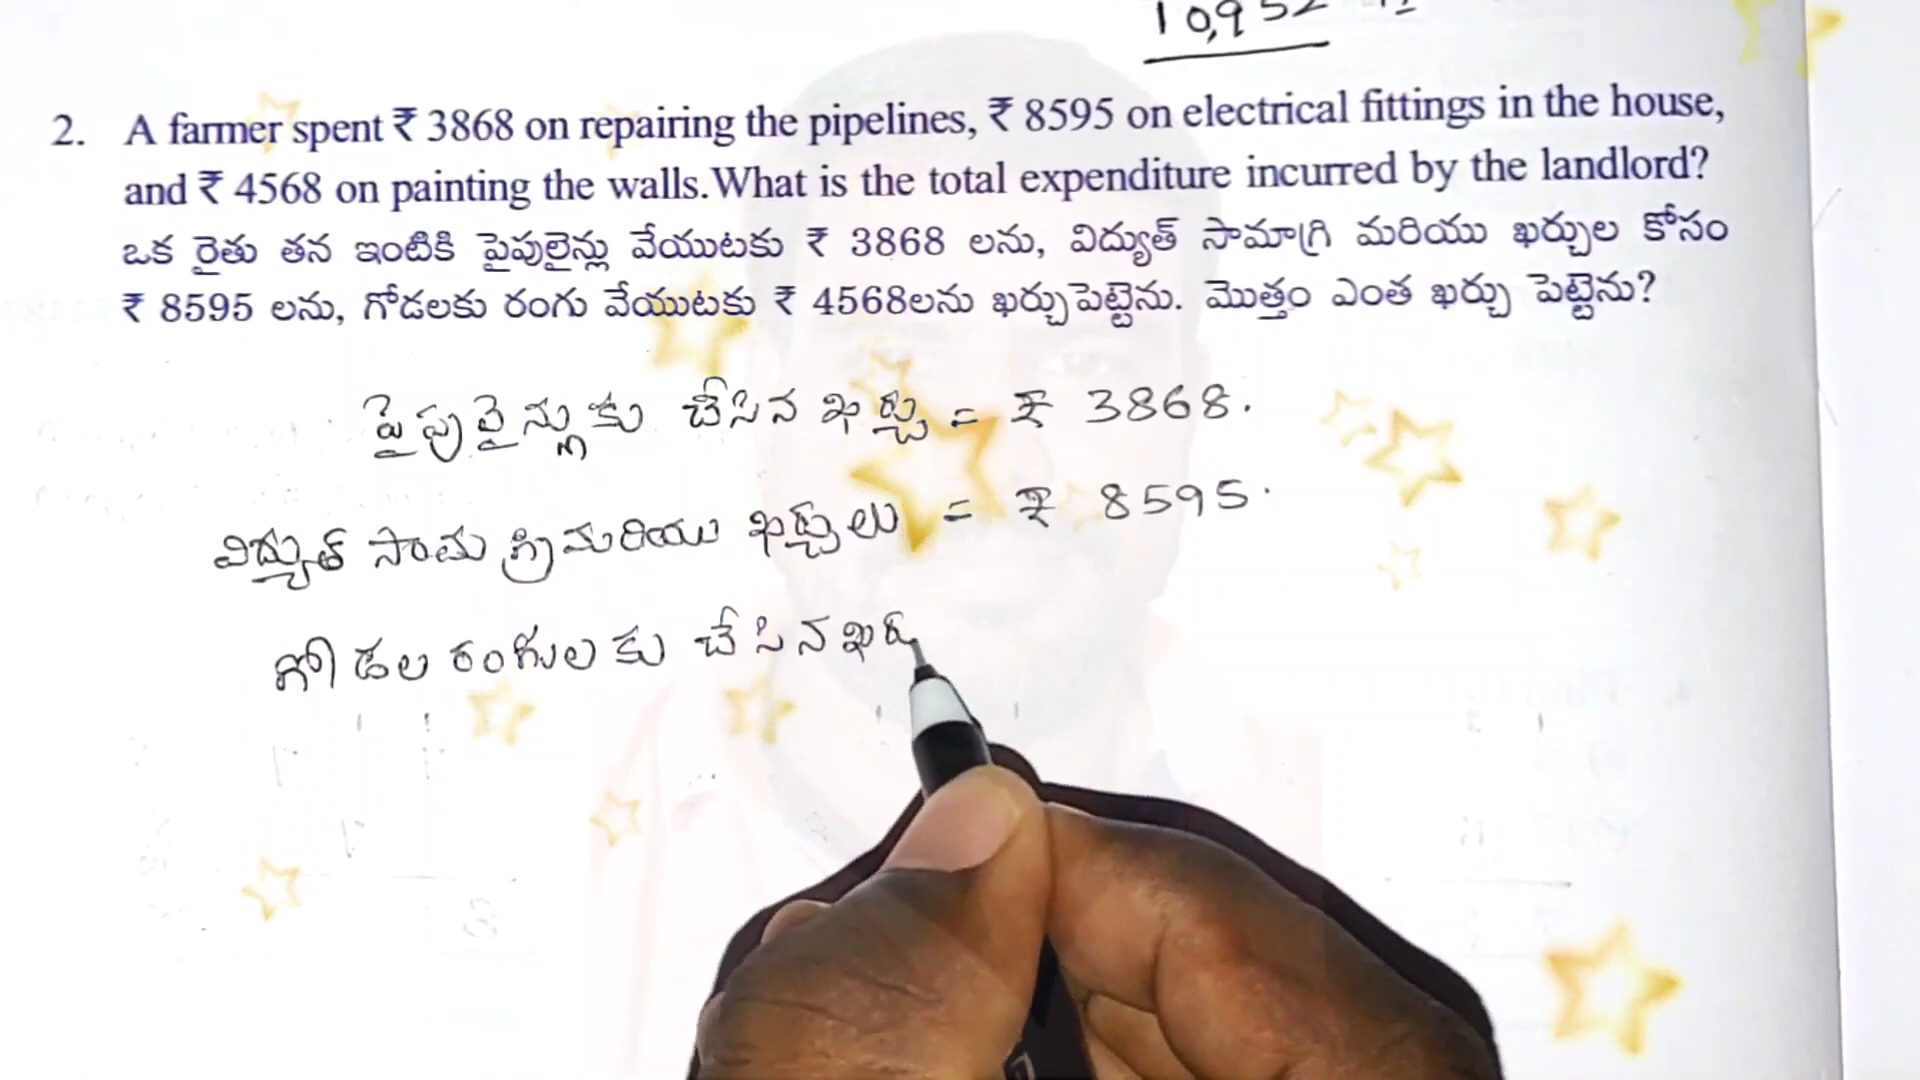 10,952
2. A farmer spent ₹ 3868 on repairing the pipelines, ₹ 8595 on electrical fittings in the house,
and ₹ 4568 on painting the walls. What is the total expenditure incurred by the landlord?
ఒక రైతు తన ఇంటికి పైపులైన్లు వేయుటకు ₹ 3868 లను, విద్యుత్ సామాగ్రి మరియు ఖర్చుల కోసం
₹ 8595 లను, గోడలకు రంగు వేయుటకు ₹ 4568లను ఖర్చుపెట్టెను. మొత్తం ఎంత ఖర్చు పెట్టెను?
పైపులైన్లుకు చేసిన ఖర్చు = ₹ 3868.
విద్యుత్ సామగ్రి మరియు ఖర్చులు = ₹ 8595.
గోడల రంగులకు చేసిన ఖర్